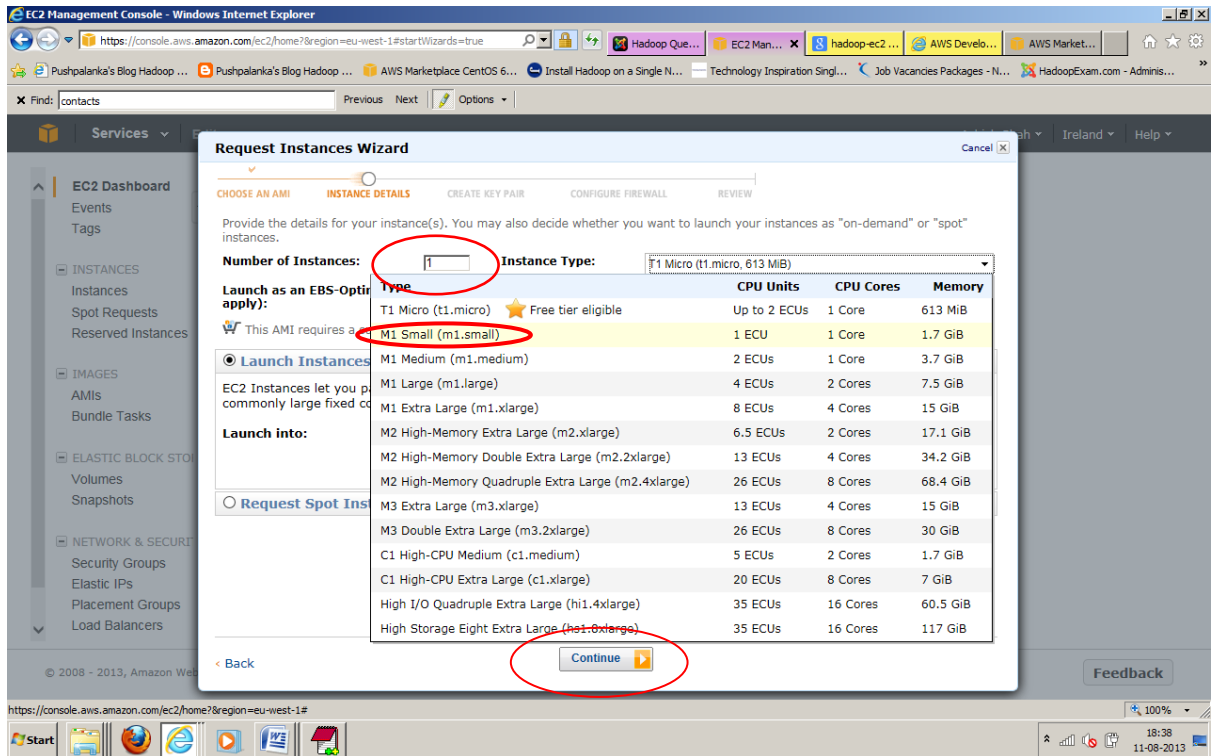 EC2 Management Console - Windows Internet Explorer
https://console.aws.amazon.com/ec2/home?&region=eu-west-1#startWizards=true
Hadoop Que...
EC2 Man...
hadoop-ec2 ...
AWS Develo...
AWS Market...
Pushpalanka's Blog Hadoop ...
Pushpalanka's Blog Hadoop ...
AWS Marketplace CentOS 6...
Install Hadoop on a Single N...
Technology Inspiration Singl...
Job Vacancies Packages - N...
HadoopExam.com - Adminis...
Find: contacts Previous Next Options
Services
Ireland Help
Request Instances Wizard
Cancel
CHOOSE AN AMI INSTANCE DETAILS CREATE KEY PAIR CONFIGURE FIREWALL REVIEW
Provide the details for your instance(s). You may also decide whether you want to launch your instances as "on-demand" or "spot"
instances.
Number of Instances: 1 Instance Type: T1 Micro (t1.micro, 613 MiB)
Launch as an EBS-Optim
apply):
This AMI requires a
Launch Instances
EC2 Instances let you p
commonly large fixed co
Launch into:
Request Spot Inst
Type CPU Units CPU Cores Memory
T1 Micro (t1.micro) Free tier eligible Up to 2 ECUs 1 Core 613 MiB
M1 Small (m1.small) 1 ECU 1 Core 1.7 GiB
M1 Medium (m1.medium) 2 ECUs 1 Core 3.7 GiB
M1 Large (m1.large) 4 ECUs 2 Cores 7.5 GiB
M1 Extra Large (m1.xlarge) 8 ECUs 4 Cores 15 GiB
M2 High-Memory Extra Large (m2.xlarge) 6.5 ECUs 2 Cores 17.1 GiB
M2 High-Memory Double Extra Large (m2.2xlarge) 13 ECUs 4 Cores 34.2 GiB
M2 High-Memory Quadruple Extra Large (m2.4xlarge) 26 ECUs 8 Cores 68.4 GiB
M3 Extra Large (m3.xlarge) 13 ECUs 4 Cores 15 GiB
M3 Double Extra Large (m3.2xlarge) 26 ECUs 8 Cores 30 GiB
C1 High-CPU Medium (c1.medium) 5 ECUs 2 Cores 1.7 GiB
C1 High-CPU Extra Large (c1.xlarge) 20 ECUs 8 Cores 7 GiB
High I/O Quadruple Extra Large (hi1.4xlarge) 35 ECUs 16 Cores 60.5 GiB
High Storage Eight Extra Large (hs1.8xlarge) 35 ECUs 16 Cores 117 GiB
< Back
Continue
EC2 Dashboard
Events
Tags
INSTANCES
Instances
Spot Requests
Reserved Instances
IMAGES
AMIs
Bundle Tasks
ELASTIC BLOCK STO
Volumes
Snapshots
NETWORK & SECURI
Security Groups
Elastic IPs
Placement Groups
Load Balancers
© 2008 - 2013, Amazon Web
Feedback
https://console.aws.amazon.com/ec2/home?&region=eu-west-1#
100%
Start
18:38
11-08-2013